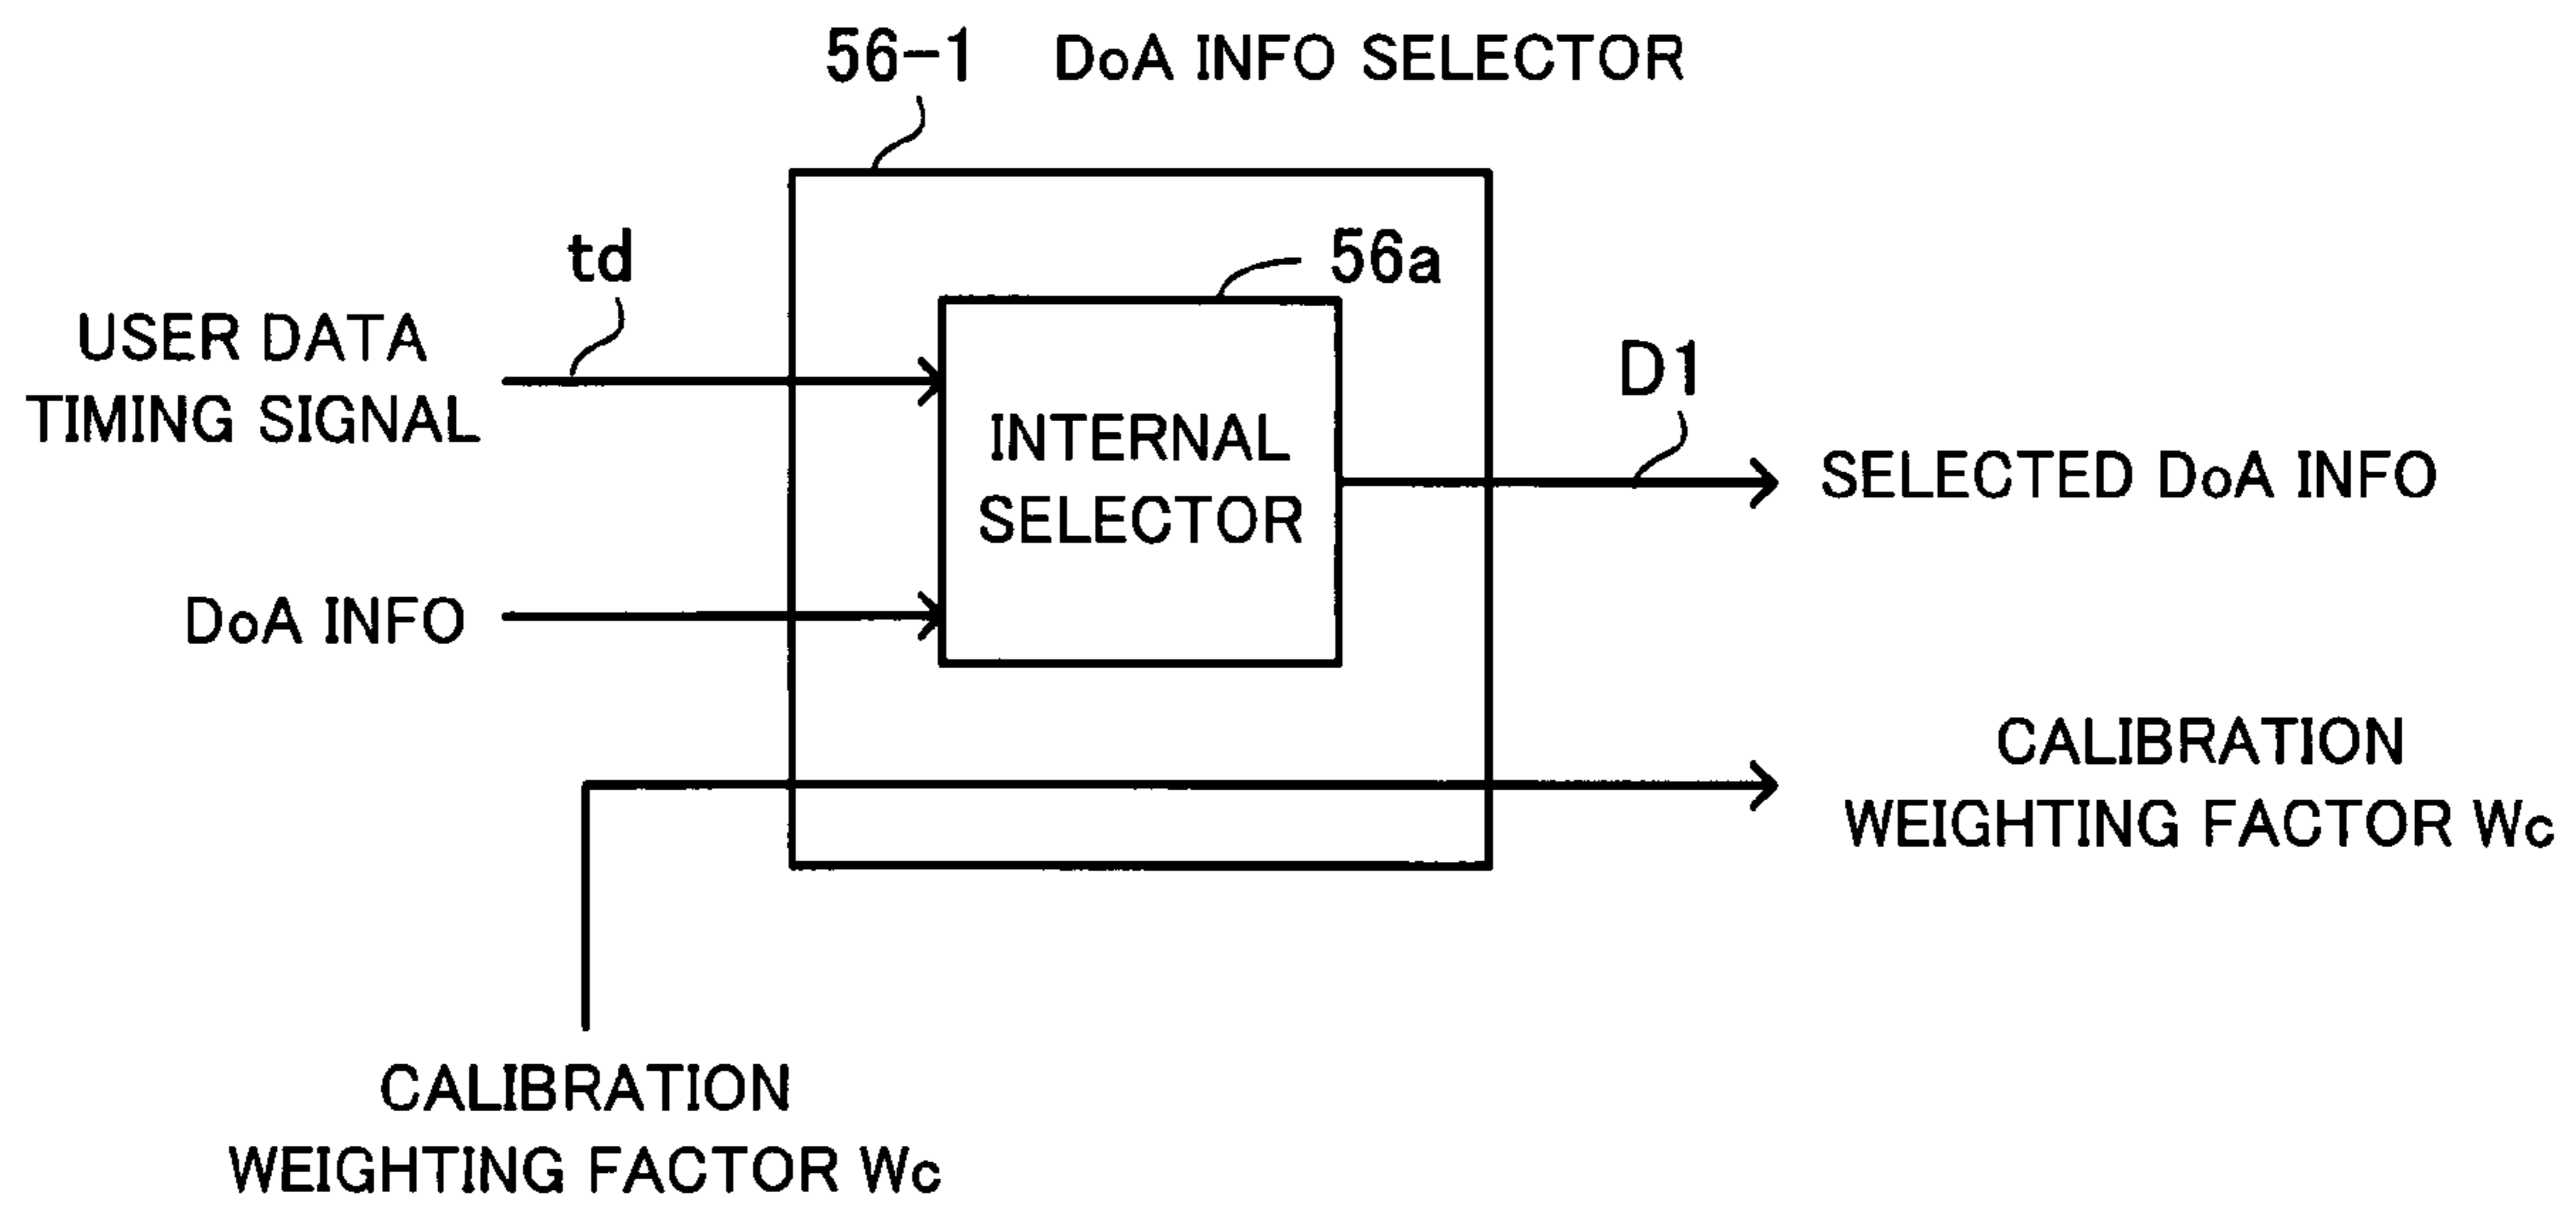 56-1 DoA INFO SELECTOR
td
56a
USER DATA
TIMING SIGNAL
D1
INTERNAL
SELECTOR
SELECTED DoA INFO
DoA INFO
CALIBRATION
WEIGHTING FACTOR Wc
CALIBRATION
WEIGHTING FACTOR Wc